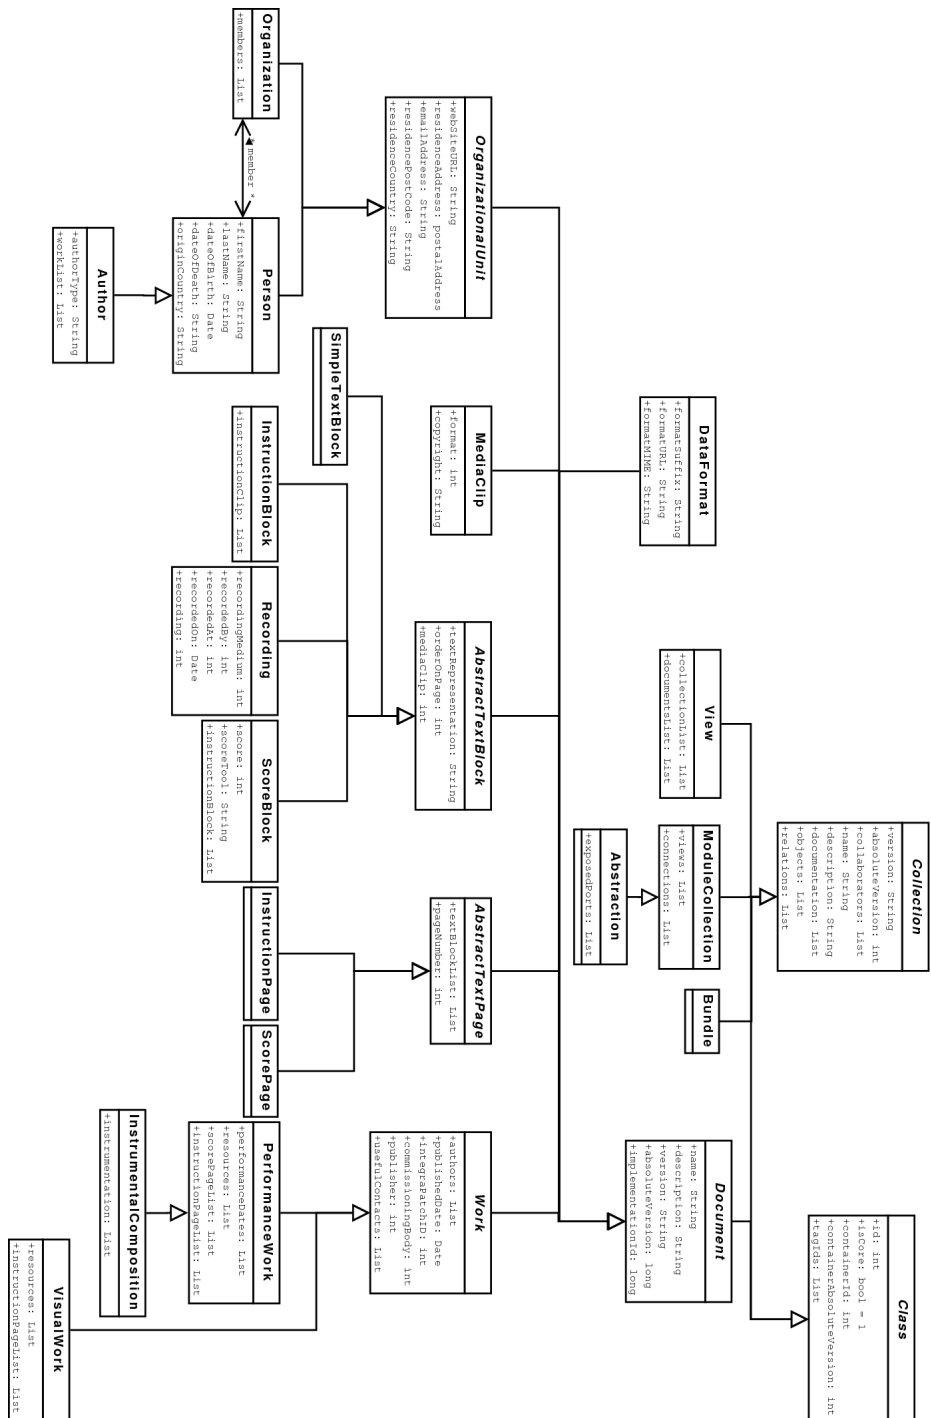 Class
+id: int
+isCore: bool = 1
+containerId: int
+containerAbsoluteVersion: int
+tagIds: List
Collection
+version: String
+absoluteVersion: int
+collaborators: List
+name: String
+description: String
+documentation: List
+objects: List
+relations: List
Document
+name: String
+description: String
+version: String
+absoluteVersion: long
+implementationId: long
View
+collectionList: List
+documentsList: List
ModuleCollection
+views: List
+connections: List
Bundle
DataFormat
+formatSuffix: String
+formatURL: String
+formatMIME: String
Abstraction
+exposedPorts: List
OrganizationalUnit
+webSiteURL: String
+residenceAddress: postalAddress
+emailAddress: String
+residencePostCode: String
+residenceCountry: String
MediaClip
+format: int
+copyright: String
AbstractTextBlock
+textRepresentation: String
+orderOnPage: int
+mediaClip: int
AbstractTextPage
+textBlockList: List
+pageNumber: int
Work
+authors: List
+publishedDate: Date
+integraPatchID: int
+commissioningBody: int
+publisher: int
+usefulContacts: List
SimpleTextBlock
Organization
+members: List
* member *
Person
+firstName: String
+lastName: String
+dateOfBirth: Date
+dateOfDeath: String
+originCountry: String
InstructionBlock
+instructionClip: List
Recording
+recordingMedium: int
+recordedBy: int
+recordedAt: int
+recordedOn: Date
+recording: int
ScoreBlock
+score: int
+scoreTool: String
+instructionBlock: List
InstructionPage
ScorePage
PerformanceWork
+performanceDates: List
+resources: List
+scorePageList: List
+instructionPageList: List
Author
+authorType: String
+workList: List
InstrumentalComposition
+instrumentation: List
VisualWork
+resources: List
+instructionPageList: List